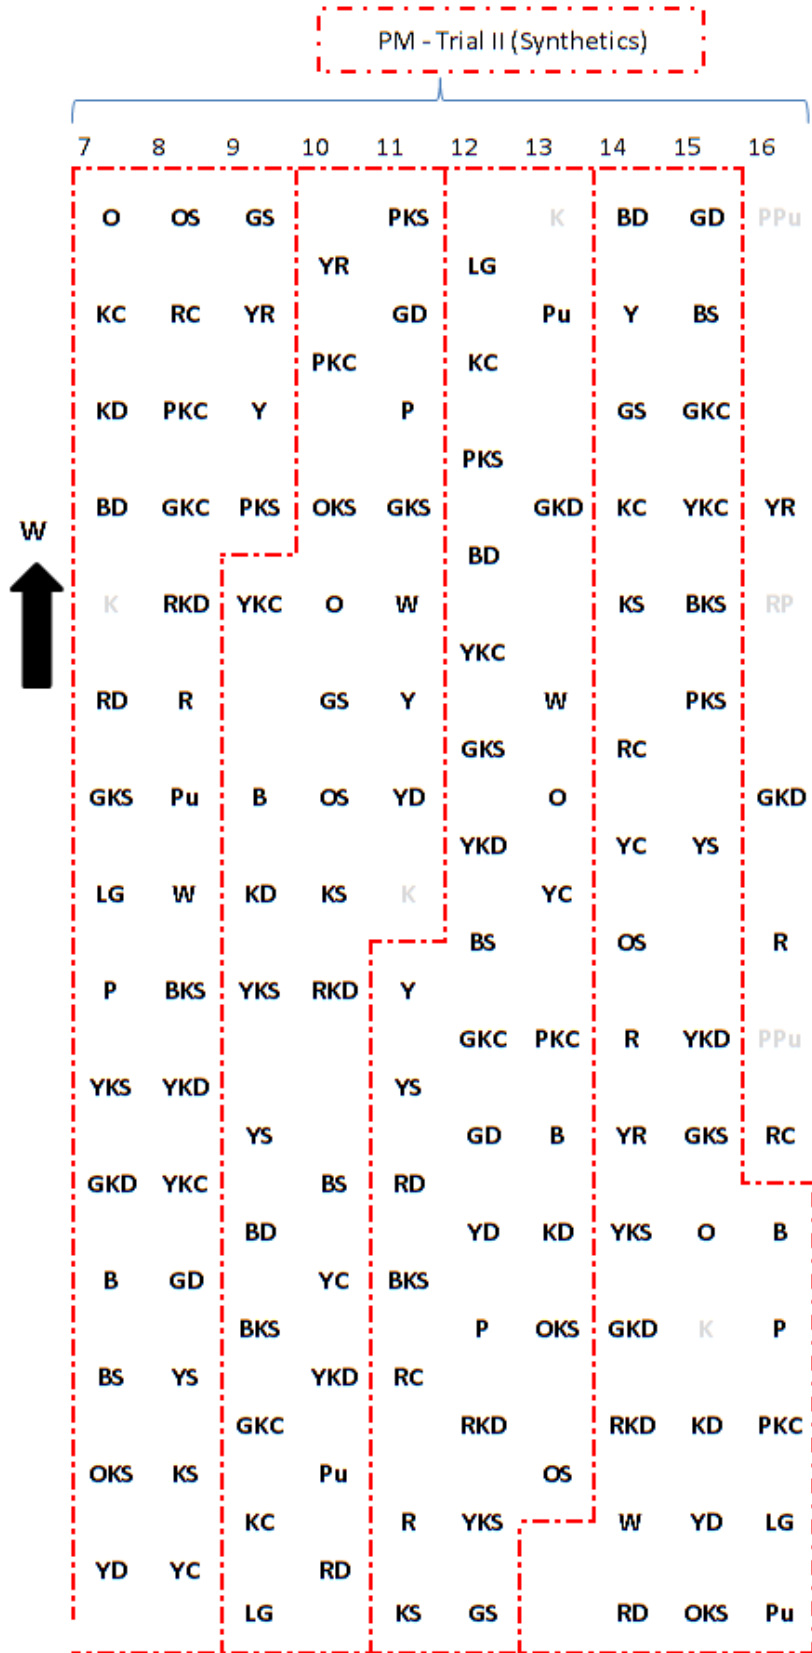 PM - Trial II (Synthetics)
7 8 9 10 11 12 13 14 15 16
O OS GS PKS K BD GD PPu
YR LG
KC RC YR GD Pu Y BS
PKC KC
KD PKC Y P GS GKC
PKS
BD GKC PKS OKS GKS GKD KC YKC YR
W
BD
K RKD YKC O W KS BKS RP
YKC
RD R GS Y W PKS
GKS RC
GKS Pu B OS YD O GKD
YKD YC YS
LG W KD KS K YC
BS OS R
P BKS YKS RKD Y
GKC PKC R YKD PPu
YKS YKD YS
YS GD B YR GKS RC
GKD YKC BS RD
BD YD KD YKS O B
B GD YC BKS
BKS P OKS GKD K P
BS YS YKD RC
GKC RKD RKD KD PKC
OKS KS Pu OS
KC R YKS W YD LG
YD YC RD
LG KS GS RD OKS Pu